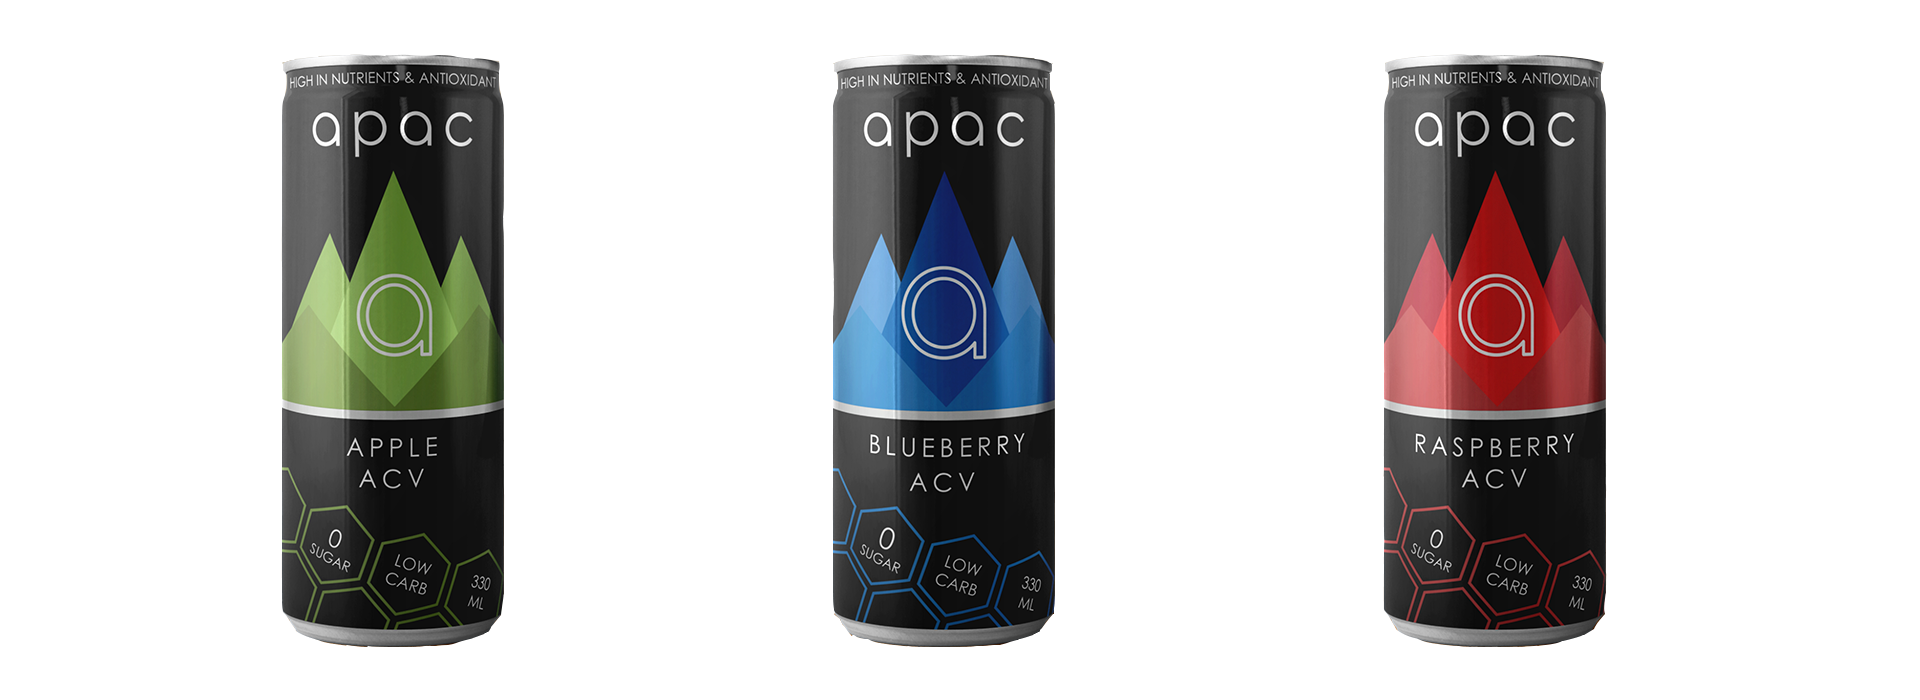 HIGH IN NUTRIENTS & ANTIOXIDANT
apac
a
APPLE
ACV
0
SUGAR
LOW
CARB
330
ML
HIGH IN NUTRIENTS & ANTIOXIDANT
apac
a
BLUEBERRY
ACV
0
SUGAR
LOW
CARB
330
ML
HIGH IN NUTRIENTS & ANTIOXIDANT
apac
a
RASPBERRY
ACV
0
SUGAR
LOW
CARB
330
ML